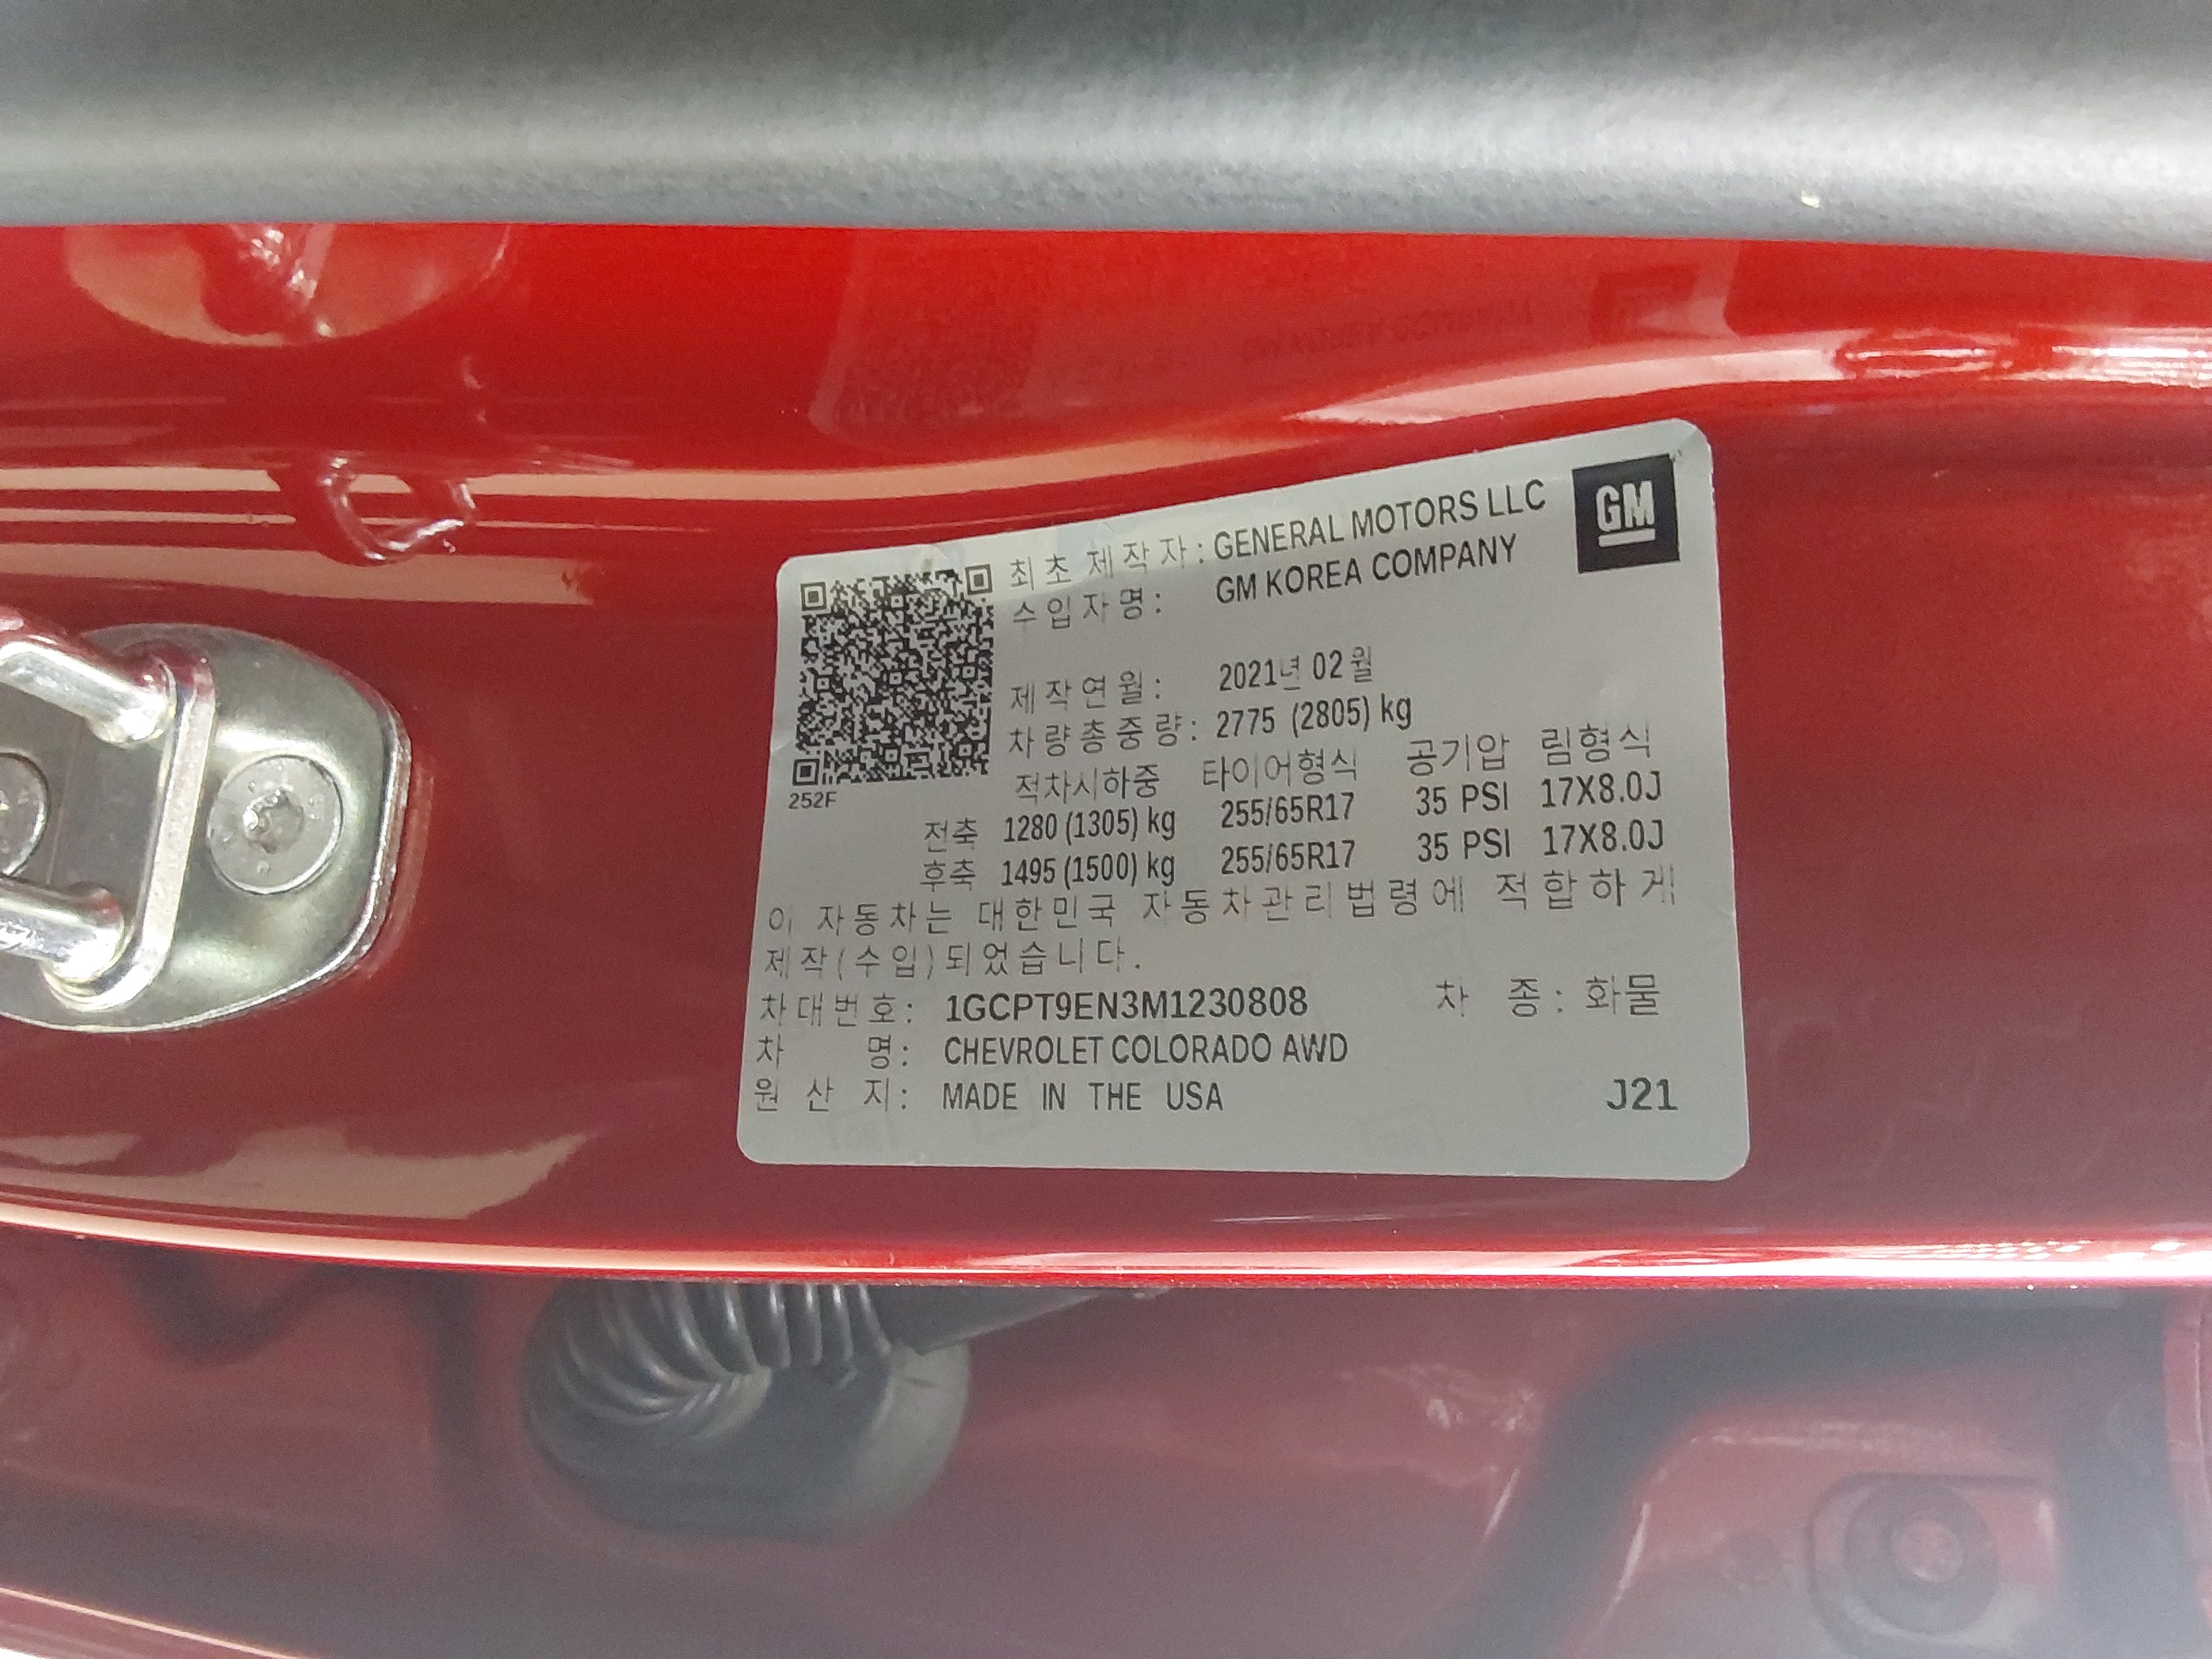 최초 제작자: GENERAL MOTORS LLC
GM
수입자명: GM KOREA COMPANY
제작연월: 2021년 02월
차량총중량: 2775 (2805) kg
252F
적차시하중 타이어형식 공기압 림형식
전축 1280 (1305) kg 255/65R17 35 PSI 17X8.0J
후축 1495 (1500) kg 255/65R17 35 PSI 17X8.0J
이 자동차는 대한민국 자동차관리법령에 적합하게
제작(수입)되었습니다.
차대번호: 1GCPT9EN3M1230808 차 종: 화물
차 명: CHEVROLET COLORADO AWD
원 산 지: MADE IN THE USA
J21